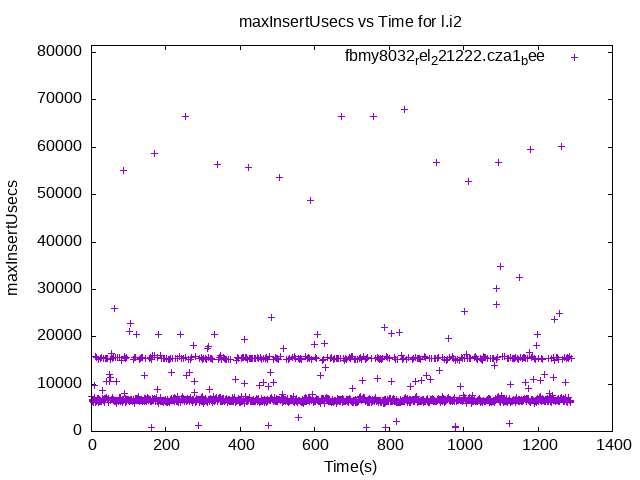 maxInsertUsecs vs Time for l.i2
fbmy8032_rel_221222.cza1_bee
80000
70000
60000
50000
40000
30000
20000
10000
0
maxInsertUsecs
0 200 400 600 800 1000 1200 1400
Time(s)